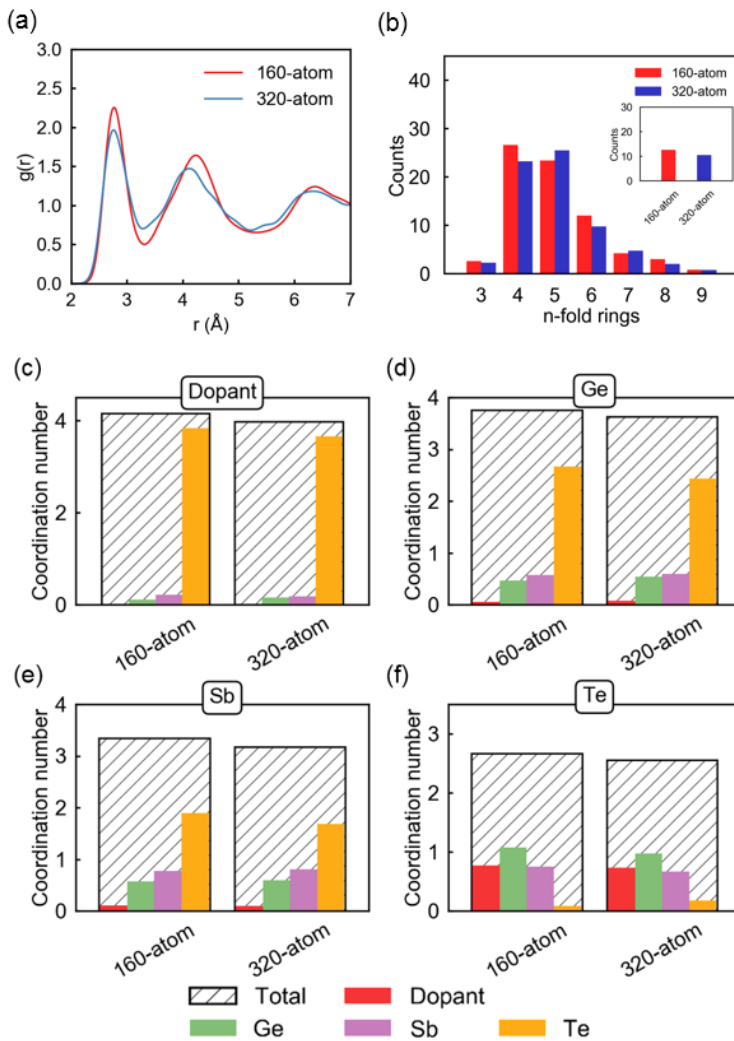 (a)
3.0
2.5
2.0
1.5
1.0
0.5
0.0
g(r)
160-atom
320-atom
2 3 4 5 6 7
r (Å)
(b)
40
30
20
10
0
Counts
160-atom
320-atom
30
20
10
0
Counts
160-atom
320-atom
3 4 5 6 7 8 9
n-fold rings
(c)
Dopant
4
2
0
Coordination number
160-atom
320-atom
(d)
Ge
4
3
2
1
0
Coordination number
160-atom
320-atom
(e)
Sb
4
3
2
1
0
Coordination number
160-atom
320-atom
(f)
Te
3
2
1
0
Coordination number
160-atom
320-atom
Total Dopant
Ge Sb Te